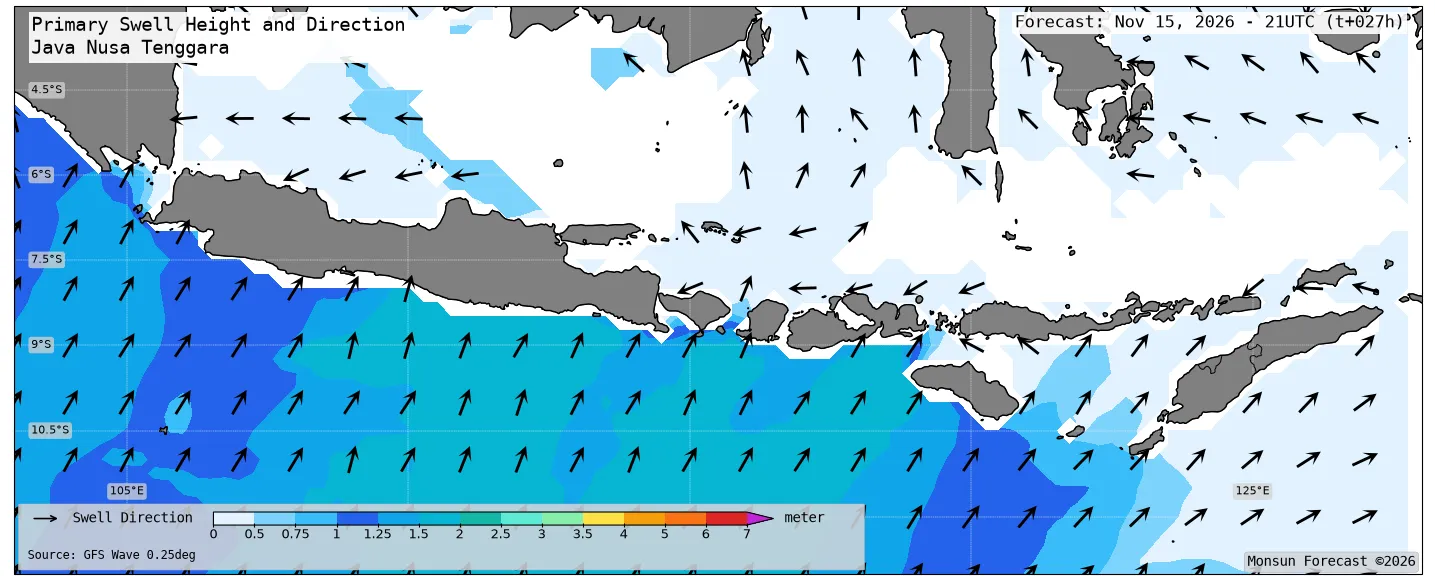 Primary Swell Height and Direction
Java Nusa Tenggara
Forecast: Nov 15, 2026 - 21UTC (t+027h)
4.5°S
6°S
7.5°S
9°S
10.5°S
105°E
125°E
Swell Direction
0 0.5 0.75 1 1.25 1.5 2 2.5 3 3.5 4 5 6 7
meter
Source: GFS Wave 0.25deg
Monsun Forecast ©2026